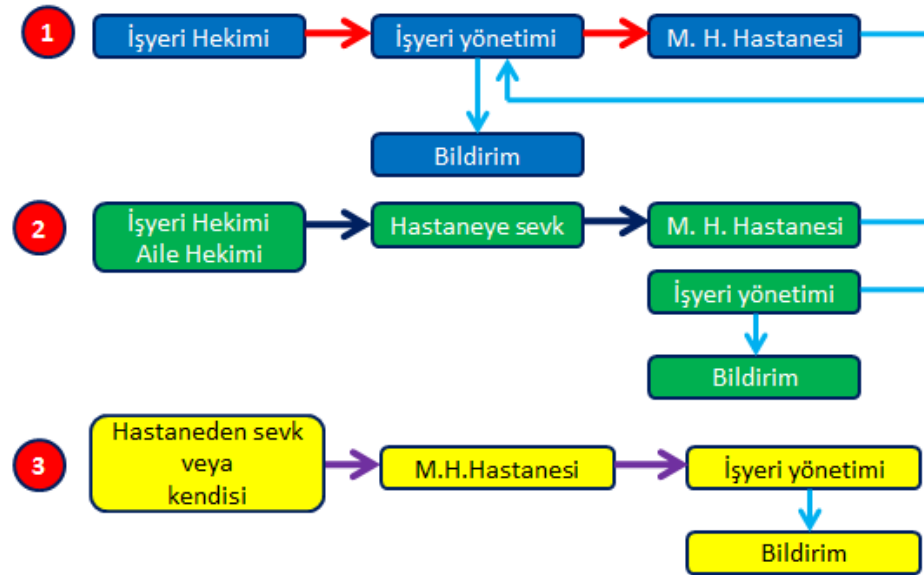 1
İşyeri Hekimi
İşyeri yönetimi
M. H. Hastanesi
Bildirim
2
İşyeri Hekimi
Aile Hekimi
Hastaneye sevk
M. H. Hastanesi
İşyeri yönetimi
Bildirim
3
Hastaneden sevk
veya
kendisi
M.H.Hastanesi
İşyeri yönetimi
Bildirim